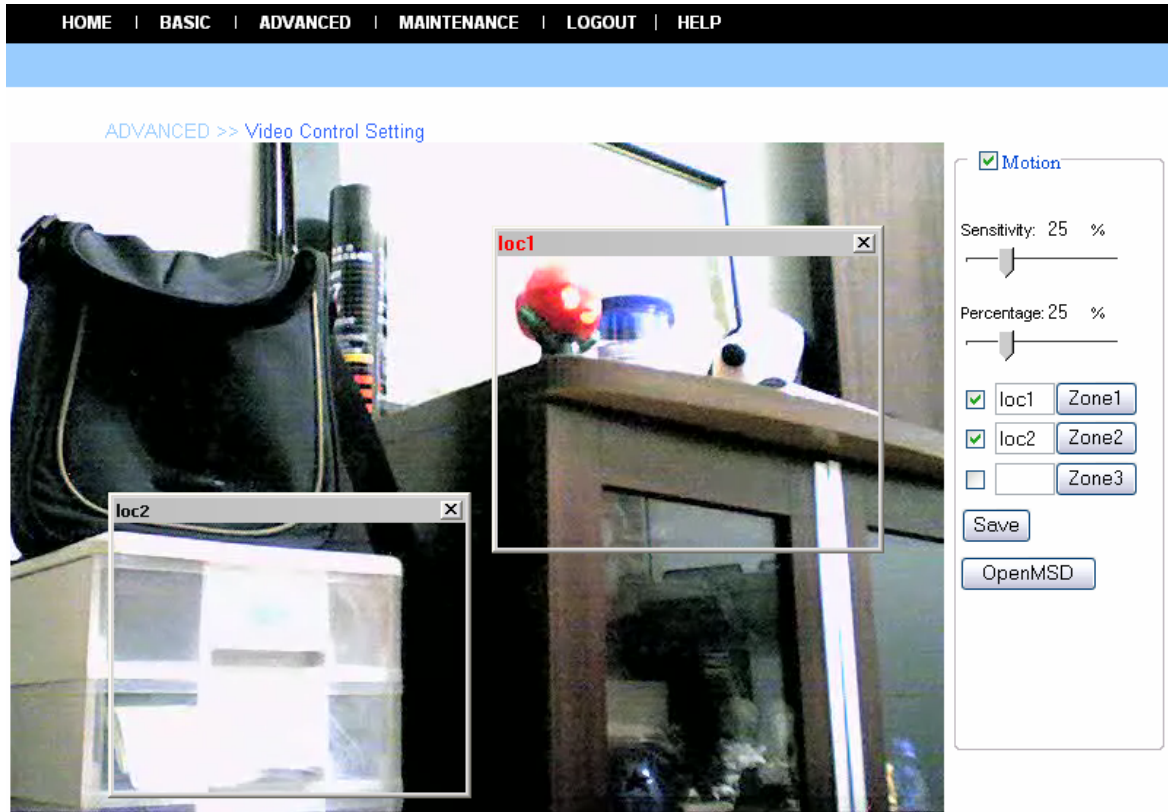 HOME | BASIC | ADVANCED | MAINTENANCE | LOGOUT | HELP
ADVANCED >> Video Control Setting
Motion
loc1
Sensitivity: 25 %
Percentage: 25 %
loc1 Zone1
loc2 Zone2
Zone3
loc2
Save
OpenMSD